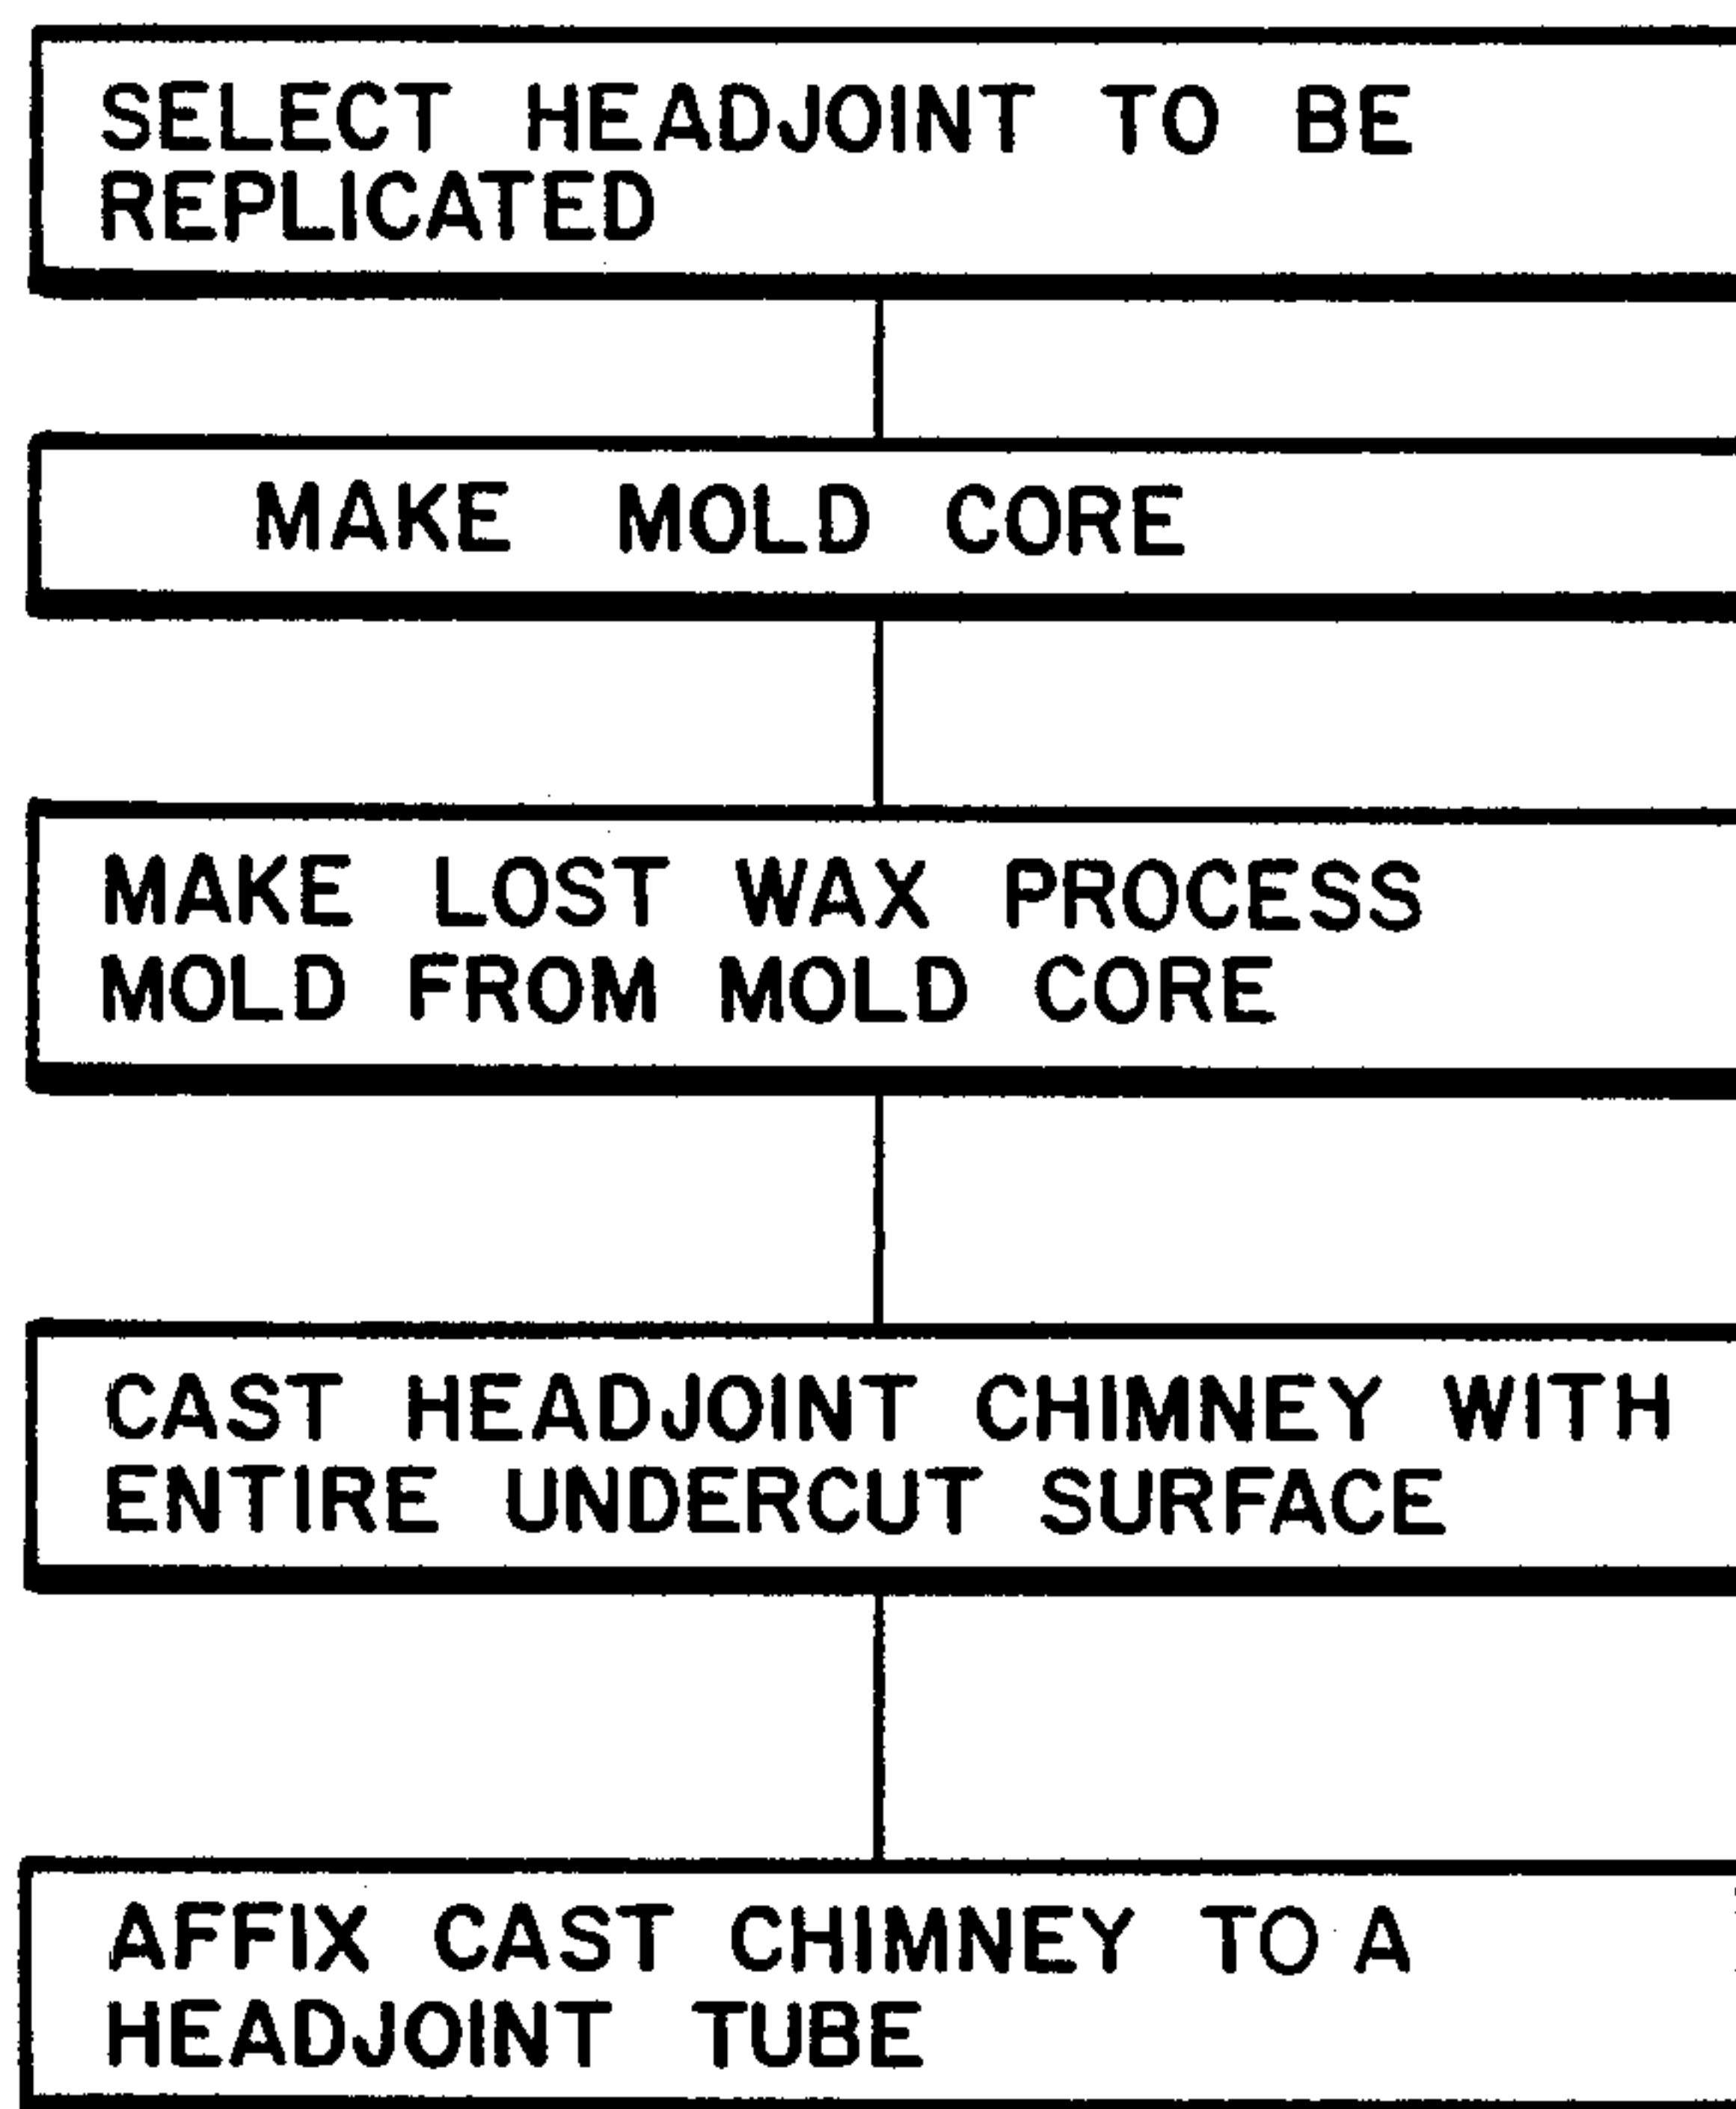 SELECT HEADJOINT TO BE
REPLICATED
MAKE MOLD CORE
MAKE LOST WAX PROCESS
MOLD FROM MOLD CORE
CAST HEADJOINT CHIMNEY WITH
ENTIRE UNDERCUT SURFACE
AFFIX CAST CHIMNEY TO A
HEADJOINT TUBE